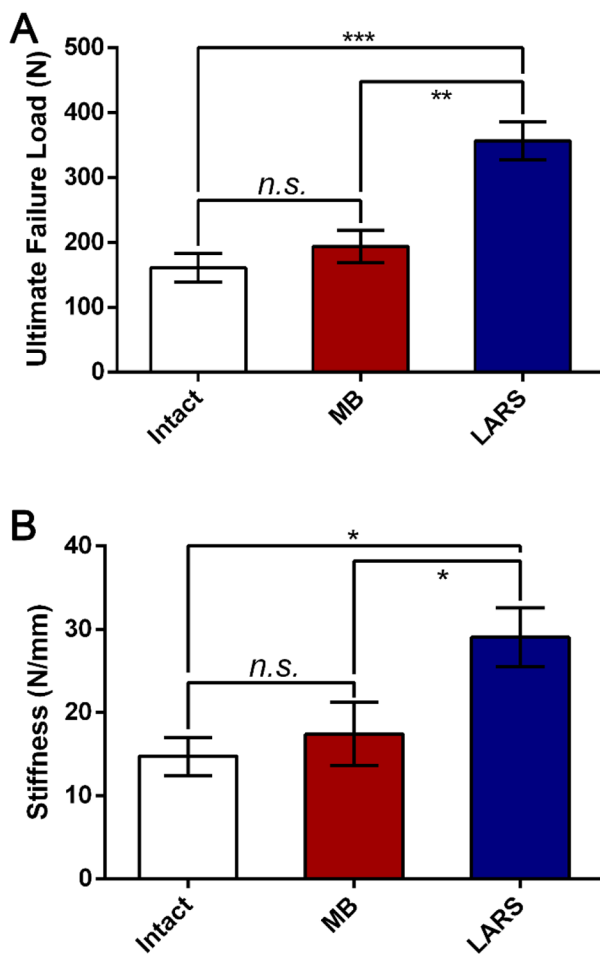 A
Ultimate Failure Load (N)
500
400
300
200
100
0
***
**
n.s.
Intact
MB
LARS
B
Stiffness (N/mm)
40
30
20
10
0
*
*
n.s.
Intact
MB
LARS